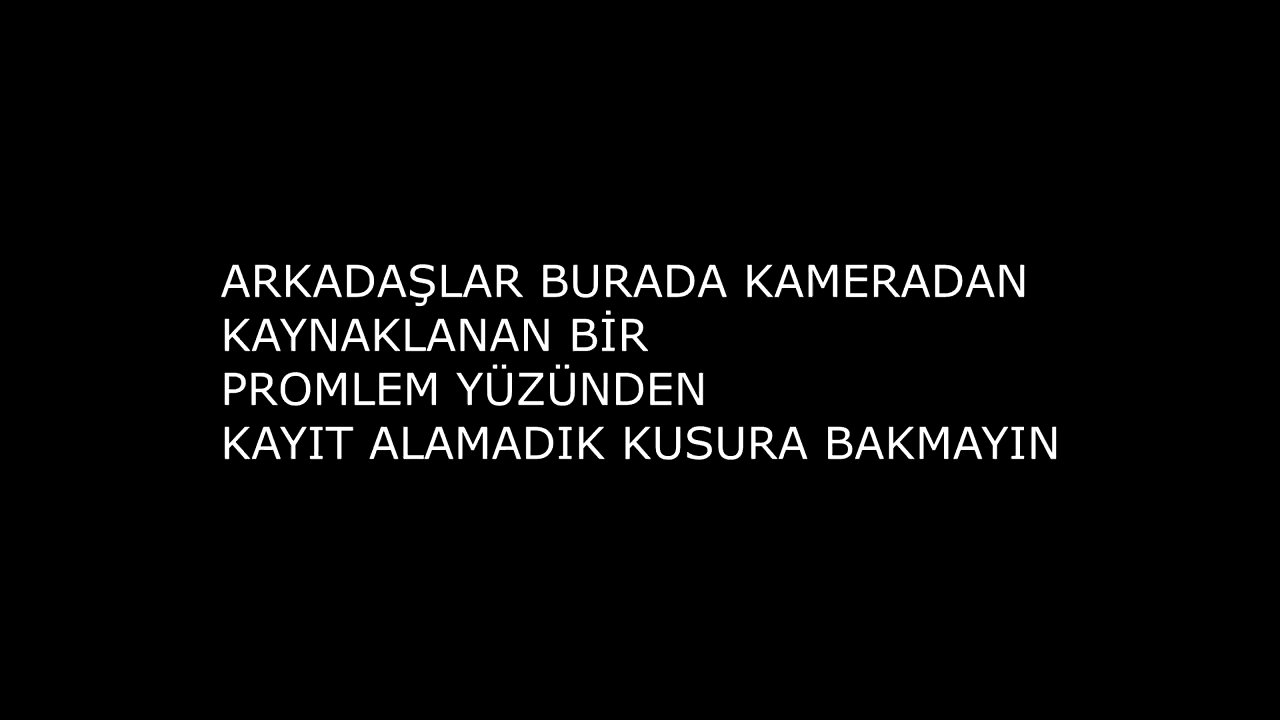 ARKADAŞLAR BURADA KAMERADAN
KAYNAKLANAN BİR
PROMLEM YÜZÜNDEN
KAYIT ALAMADIK KUSURA BAKMAYIN